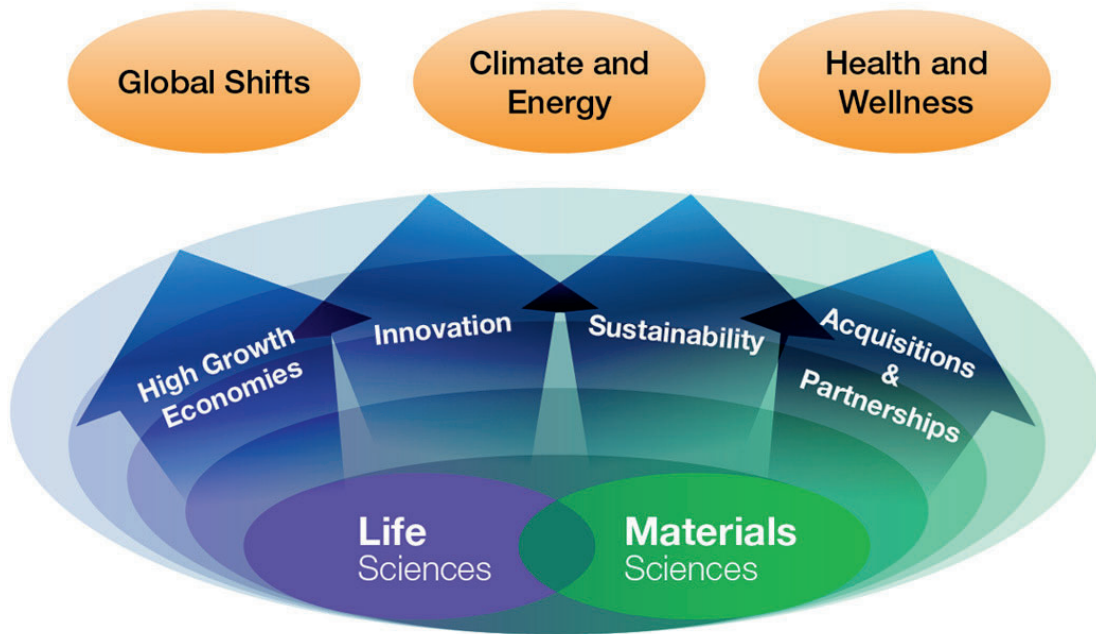 Global Shifts
Climate and
Energy
Health and
Wellness
High Growth
Economies
Innovation
Sustainability
Acquisitions
&
Partnerships
Life
Sciences
Materials
Sciences